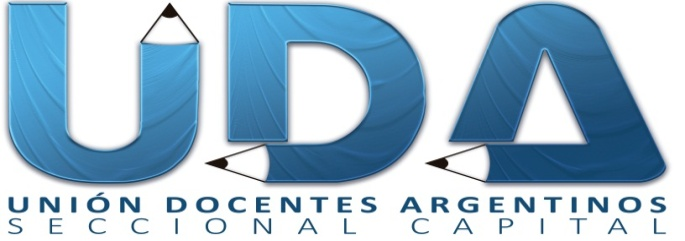 UDA
UNIÓN DOCENTES ARGENTINOS
SECCIONAL CAPITAL